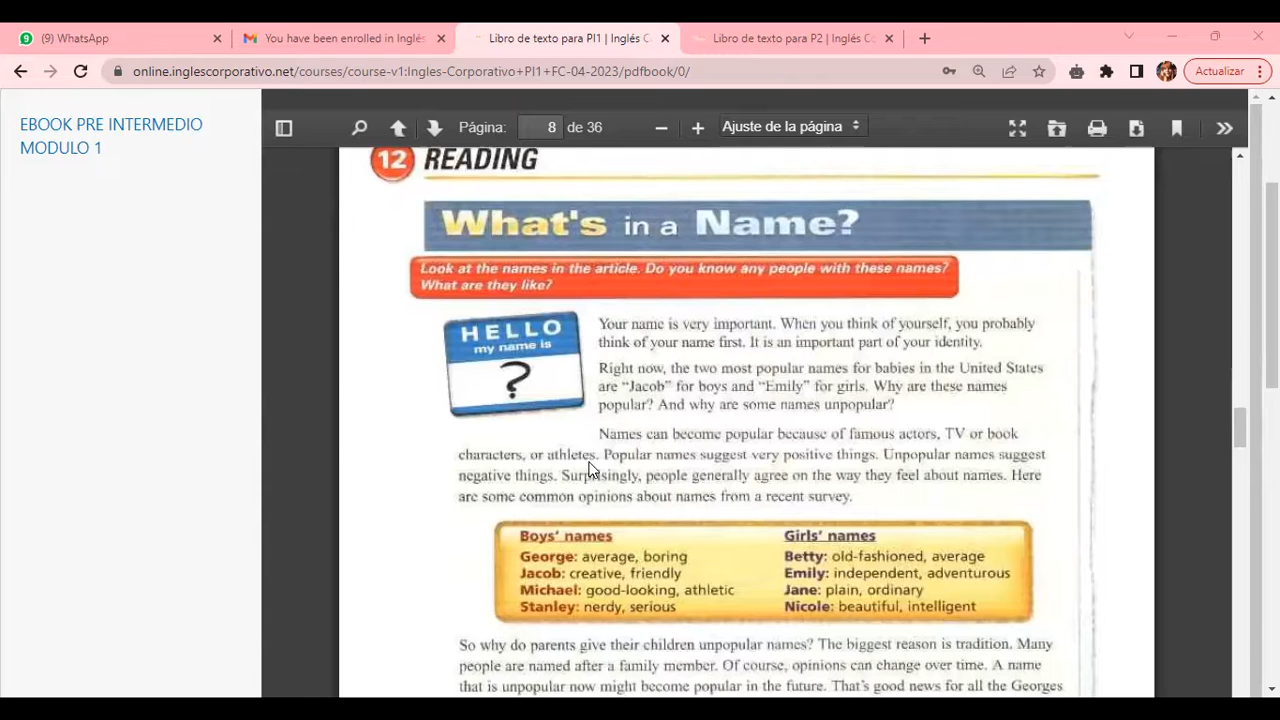 (9) WhatsApp
You have been enrolled in Inglés
Libro de texto para PI1 | Inglés C
Libro de texto para P2 | Inglés C
online.inglescorporativo.net/courses/course-v1:Ingles-Corporativo+PI1+FC-04-2023/pdfbook/0/
Actualizar
EBOOK PRE INTERMEDIO
MODULO 1
Página: 8 de 36
Ajuste de la página
12 READING
What's in a Name?
Look at the names in the article. Do you know any people with these names?
What are they like?
HELLO
my name is
?
Your name is very important. When you think of yourself, you probably
think of your name first. It is an important part of your identity.
Right now, the two most popular names for babies in the United States
are "Jacob" for boys and "Emily" for girls. Why are these names
popular? And why are some names unpopular?
Names can become popular because of famous actors, TV or book
characters, or athletes. Popular names suggest very positive things. Unpopular names suggest
negative things. Surprisingly, people generally agree on the way they feel about names. Here
are some common opinions about names from a recent survey.
Boys' names
George: average, boring
Jacob: creative, friendly
Michael: good-looking, athletic
Stanley: nerdy, serious
Girls' names
Betty: old-fashioned, average
Emily: independent, adventurous
Jane: plain, ordinary
Nicole: beautiful, intelligent
So why do parents give their children unpopular names? The biggest reason is tradition. Many
people are named after a family member. Of course, opinions can change over time. A name
that is unpopular now might become popular in the future. That's good news for all the Georges